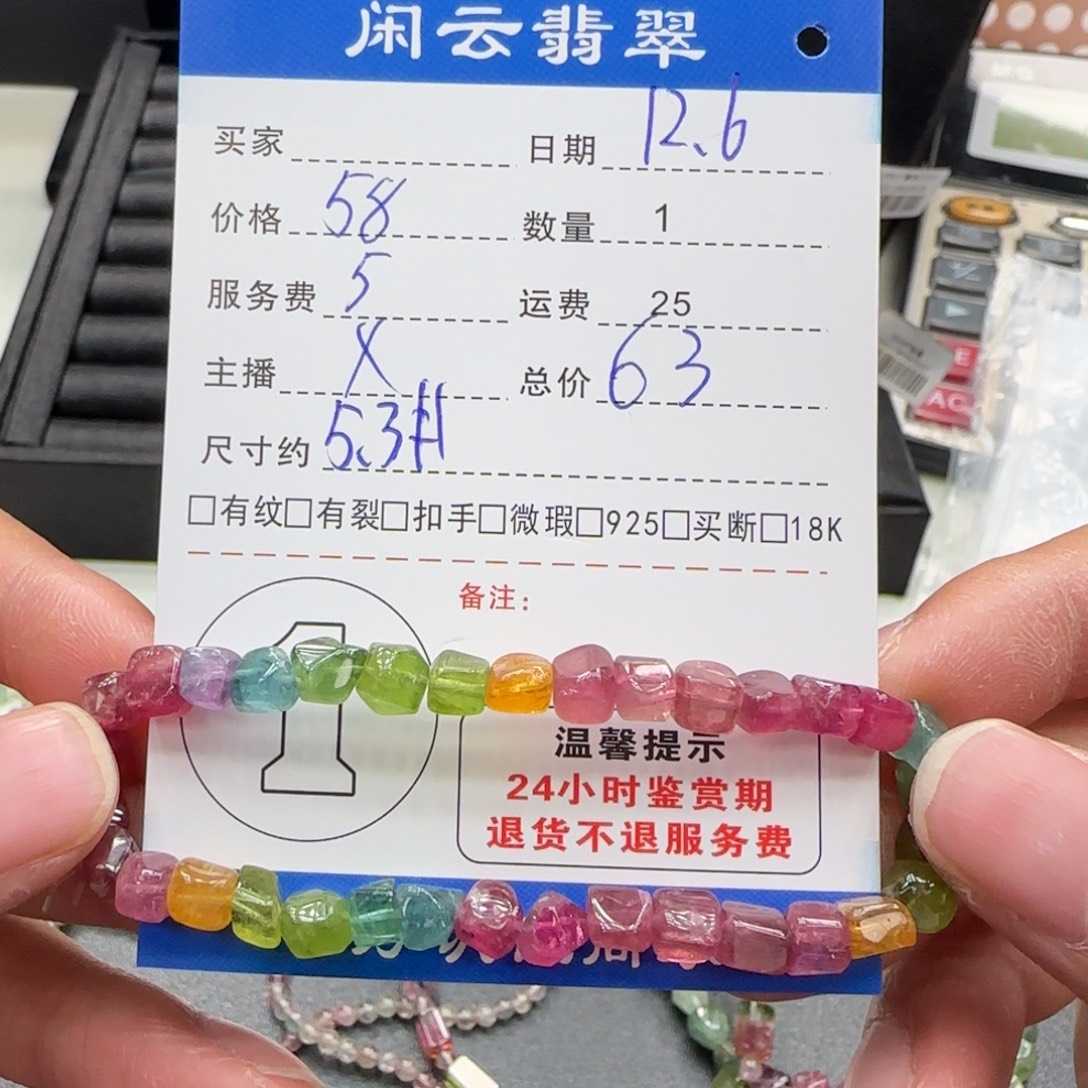 闲云翡翠
买家 日期 12.6
价格 58 数量 1
服务费 5 运费 25
主播 X 总价 63
尺寸约 5.3#
□有纹□有裂□扣手□微瑕□925□买断□18K
备注:
1
温馨提示
24小时鉴赏期
退货不退服务费